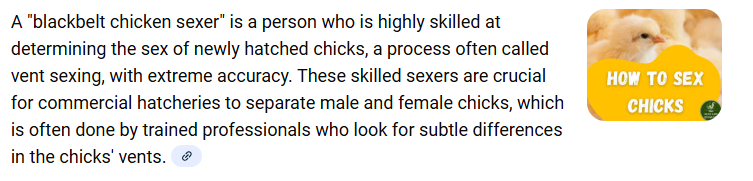 A "blackbelt chicken sexer" is a person who is highly skilled at
determining the sex of newly hatched chicks, a process often called
vent sexing, with extreme accuracy. These skilled sexers are crucial
for commercial hatcheries to separate male and female chicks, which
is often done by trained professionals who look for subtle differences
in the chicks' vents.
HOW TO SEX
CHICKS